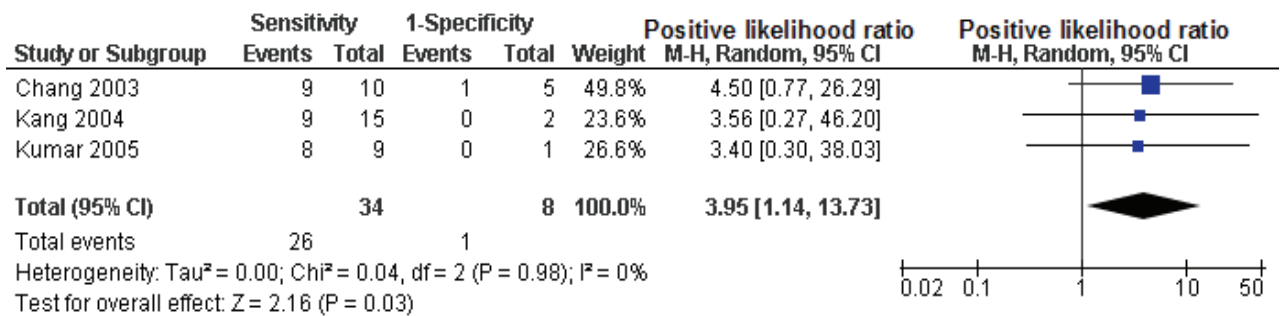 Sensitivity 1-Specificity Positive likelihood ratio Positive likelihood ratio
Study or Subgroup Events Total Events Total Weight M-H, Random, 95% CI M-H, Random, 95% CI
Chang 2003 9 10 1 5 49.8% 4.50 [0.77, 26.29]
Kang 2004 9 15 0 2 23.6% 3.56 [0.27, 46.20]
Kumar 2005 8 9 0 1 26.6% 3.40 [0.30, 38.03]
Total (95% CI) 34 8 100.0% 3.95 [1.14, 13.73]
Total events 26 1
Heterogeneity: Tau² = 0.00; Chi² = 0.04, df = 2 (P = 0.98); I² = 0%
Test for overall effect: Z = 2.16 (P = 0.03)
0.02 0.1 1 10 50